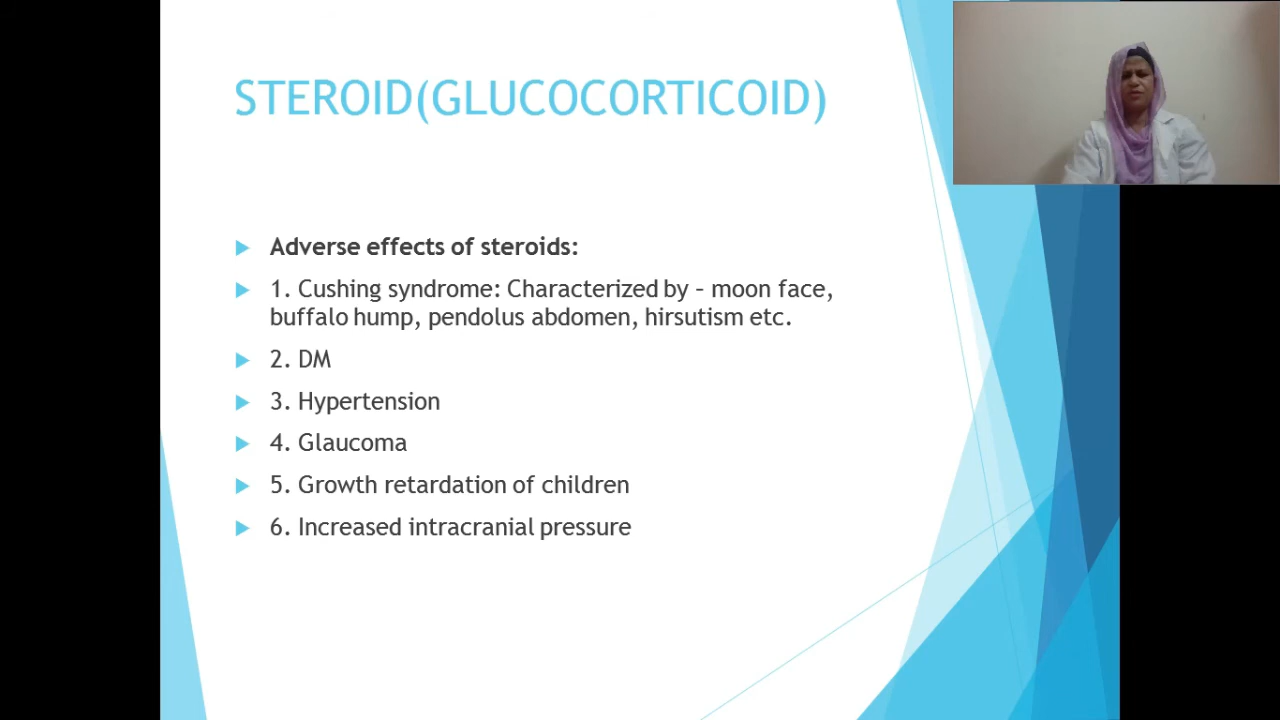 STEROID(GLUCOCORTICOID)
Adverse effects of steroids:
1. Cushing syndrome: Characterized by – moon face,
buffalo hump, pendolus abdomen, hirsutism etc.
2. DM
3. Hypertension
4. Glaucoma
5. Growth retardation of children
6. Increased intracranial pressure